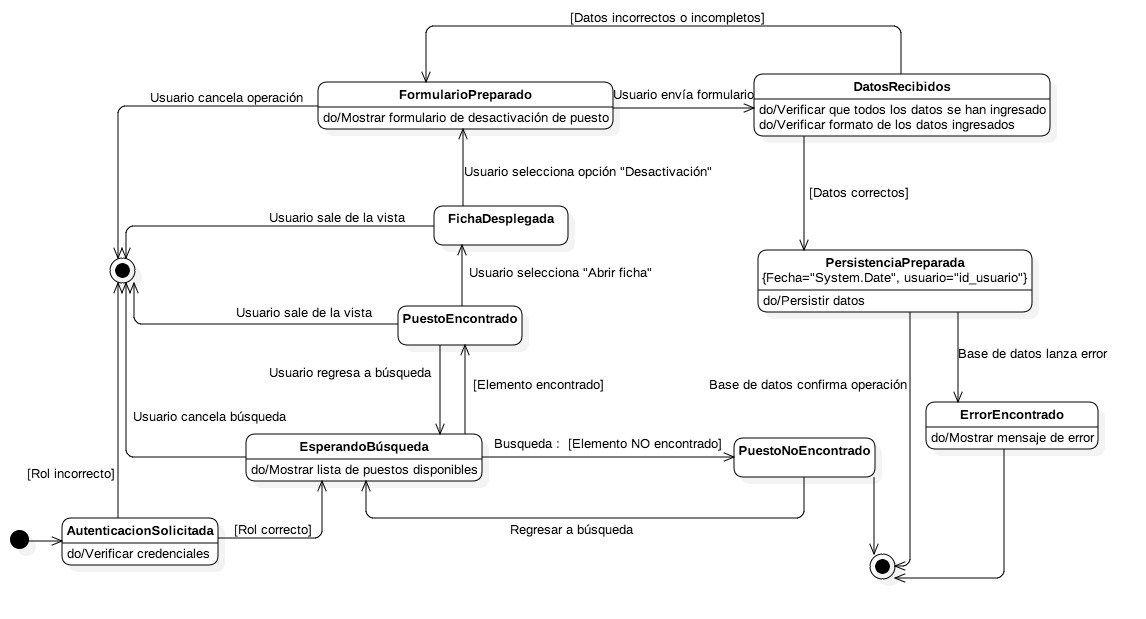 [Datos incorrectos o incompletos]
FormularioPreparado
do/Mostrar formulario de desactivación de puesto
Usuario cancela operación
Usuario envía formulario
DatosRecibidos
do/Verificar que todos los datos se han ingresado
do/Verificar formato de los datos ingresados
Usuario selecciona opción "Desactivación"
[Datos correctos]
FichaDesplegada
Usuario sale de la vista
Usuario selecciona "Abrir ficha"
PersistenciaPreparada
{Fecha="System.Date", usuario="id_usuario"}
do/Persistir datos
Usuario sale de la vista
PuestoEncontrado
Usuario regresa a búsqueda
[Elemento encontrado]
Base de datos lanza error
Base de datos confirma operación
Usuario cancela búsqueda
EsperandoBúsqueda
do/Mostrar lista de puestos disponibles
Busqueda : [Elemento NO encontrado]
PuestoNoEncontrado
ErrorEncontrado
do/Mostrar mensaje de error
[Rol incorrecto]
AutenticacionSolicitada
do/Verificar credenciales
[Rol correcto]
Regresar a búsqueda